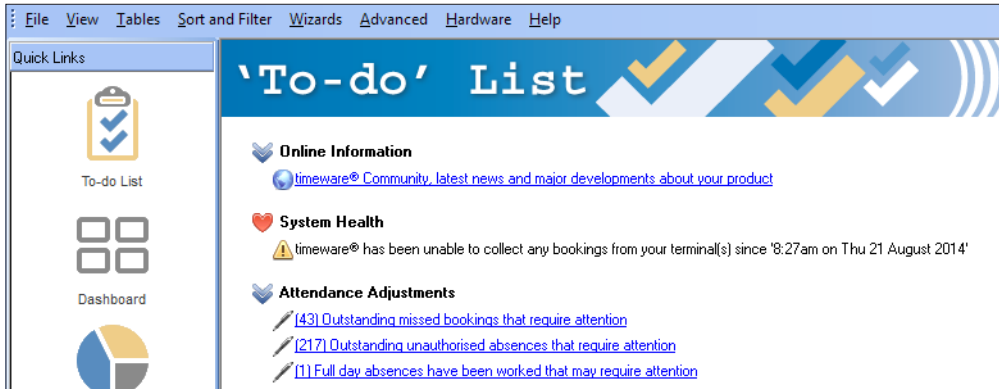 File View Tables Sort and Filter Wizards Advanced Hardware Help
Quick Links
'To-do' List
To-do List
Dashboard
Online Information
timeware® Community, latest news and major developments about your product
System Health
timeware® has been unable to collect any bookings from your terminal(s) since '8:27am on Thu 21 August 2014'
Attendance Adjustments
(43) Outstanding missed bookings that require attention
(217) Outstanding unauthorised absences that require attention
(1) Full day absences have been worked that may require attention